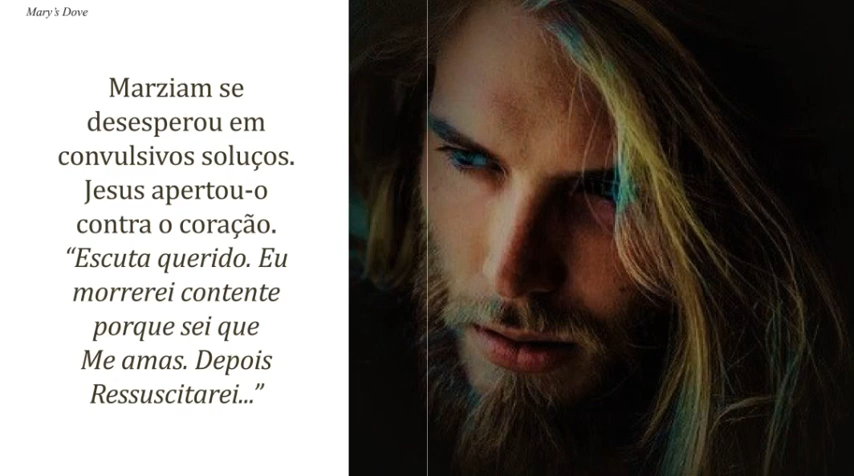 Mary's Dove
Marziam se
desesperou em
convulsivos soluços.
Jesus apertou-o
contra o coração.
“Escuta querido. Eu
morrerei contente
porque sei que
Me amas. Depois
Ressuscitarei...”